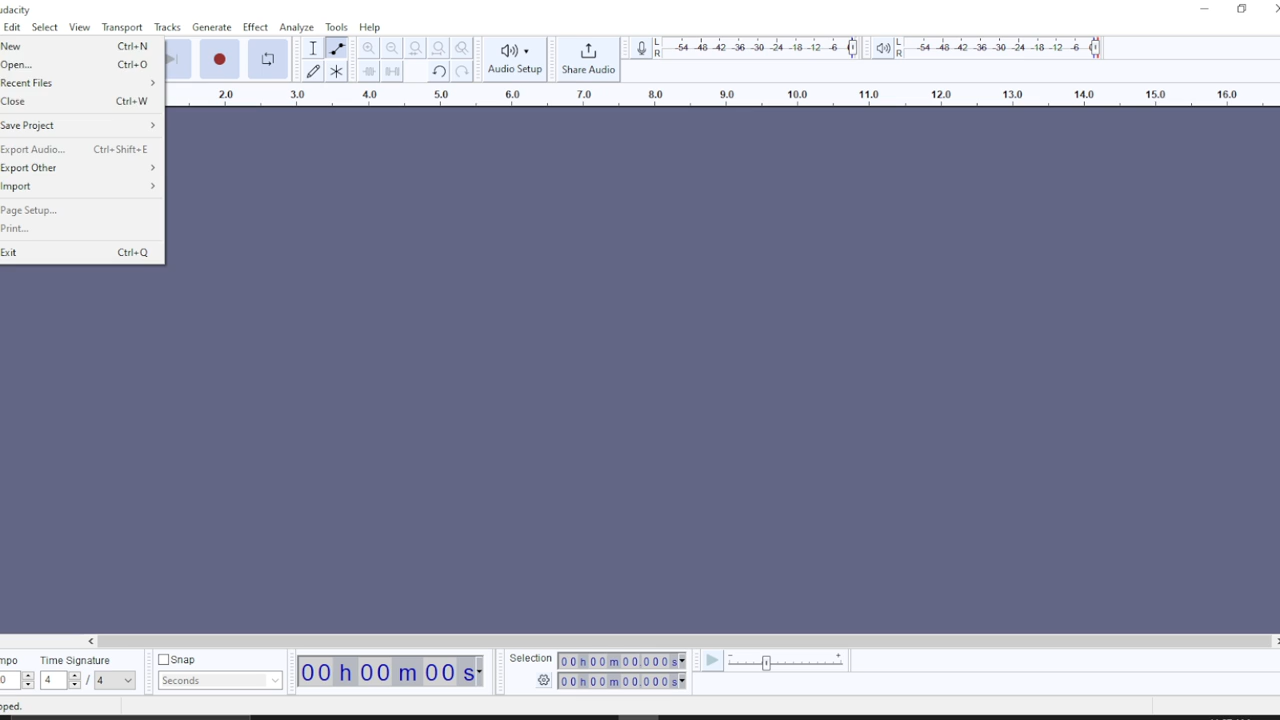 udacity
Edit Select View Transport Tracks Generate Effect Analyze Tools Help
New Ctrl+N
Open... Ctrl+O
Recent Files
Close Ctrl+W
Save Project
Export Audio... Ctrl+Shift+E
Export Other
Import
Page Setup...
Print...
Exit Ctrl+Q
Audio Setup
Share Audio
L -54 -48 -42 -36 -30 -24 -18 -12 -6
R
L -54 -48 -42 -36 -30 -24 -18 -12 -6
R
2.0 3.0 4.0 5.0 6.0 7.0 8.0 9.0 10.0 11.0 12.0 13.0 14.0 15.0 16.0
mpo Time Signature
0 4 / 4
Snap
Seconds
00 h 00 m 00 s
Selection 00 h 00 m 00.000 s
00 h 00 m 00.000 s
- +
pped.